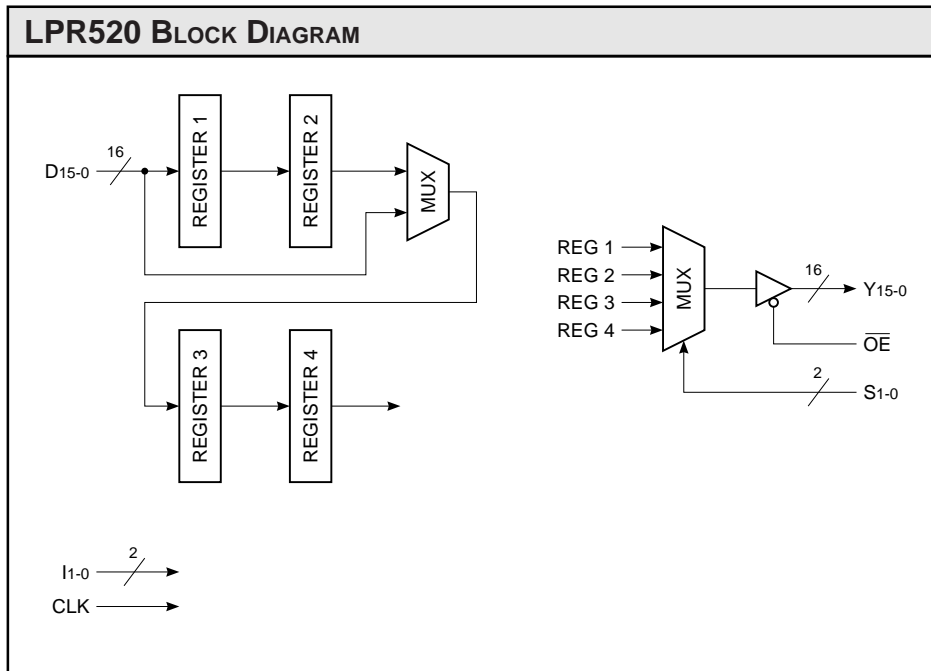 LPR520 BLOCK DIAGRAM
D15-0
16
REGISTER 1
REGISTER 2
MUX
REGISTER 3
REGISTER 4
REG 1
REG 2
REG 3
REG 4
MUX
16
Y15-0
OE
2
S1-0
2
I1-0
CLK